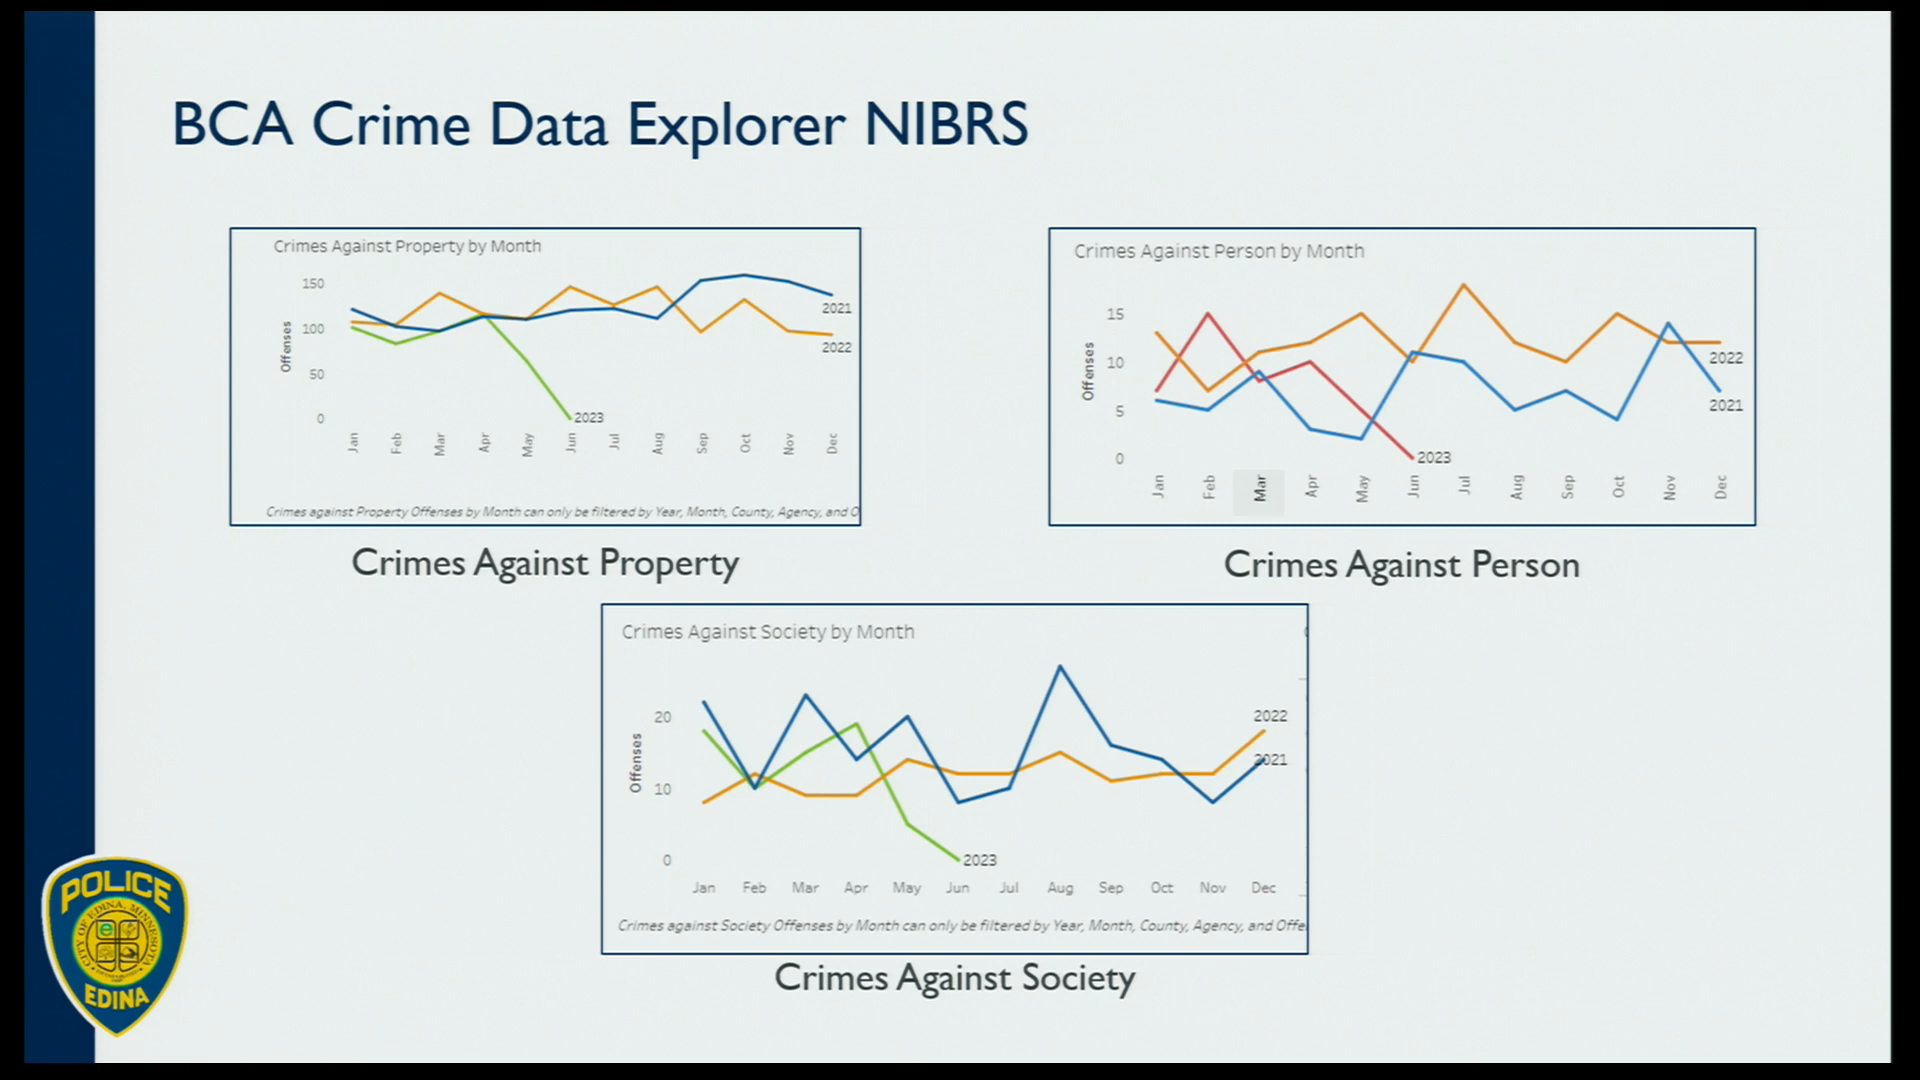 BCA Crime Data Explorer NIBRS
Crimes Against Property by Month
150
100
50
0
Offenses
2021
2022
2023
Jan Feb Mar Apr May Jun Jul Aug Sep Oct Nov Dec
Crimes against Property Offenses by Month can only be filtered by Year, Month, County, Agency, and O
Crimes Against Property
Crimes Against Person by Month
15
10
5
0
Offenses
2022
2021
2023
Jan Feb Mar Apr May Jun Jul Aug Sep Oct Nov Dec
Crimes Against Person
Crimes Against Society by Month
20
10
0
Offenses
2022
2021
2023
Jan Feb Mar Apr May Jun Jul Aug Sep Oct Nov Dec
Crimes against Society Offenses by Month can only be filtered by Year, Month, County, Agency, and Offe
Crimes Against Society
POLICE
CITY OF EDINA, MINNESOTA
e
EDINA